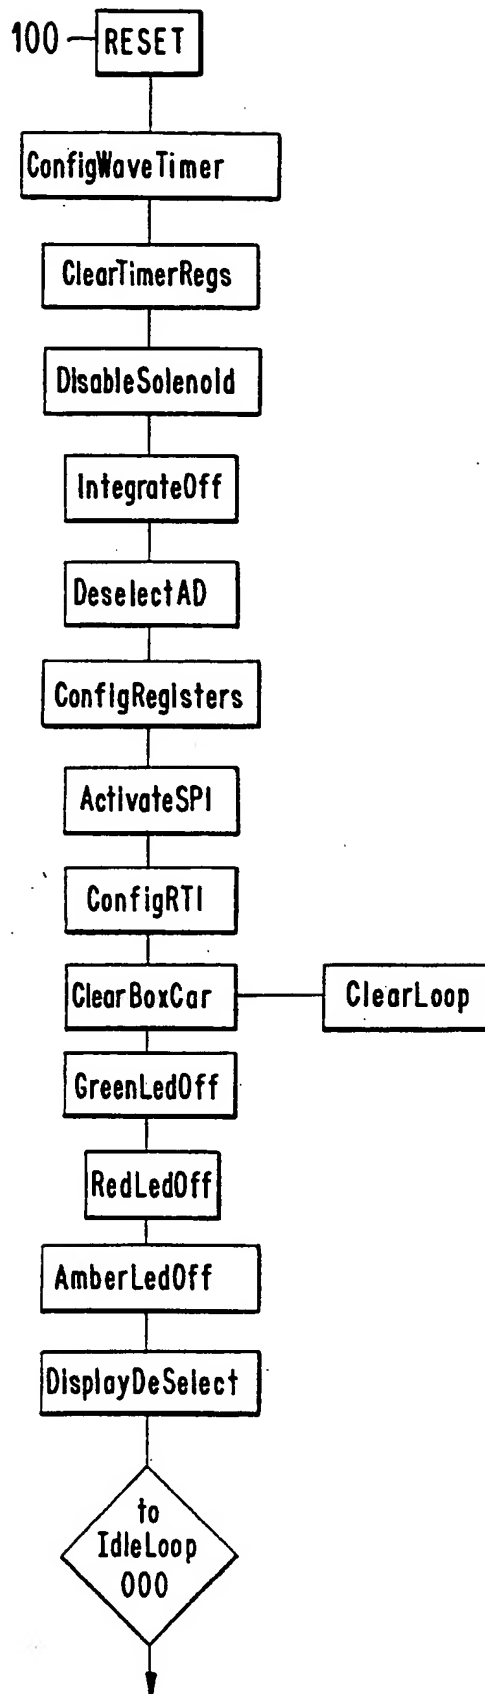 100 RESET
ConfigWaveTimer
ClearTimerRegs
DisableSolenoid
IntegrateOff
DeselectAD
ConfigRegisters
ActivateSPI
ConfigRTI
ClearBoxCar ClearLoop
GreenLedOff
RedLedOff
AmberLedOff
DisplayDeSelect
to
IdleLoop
000